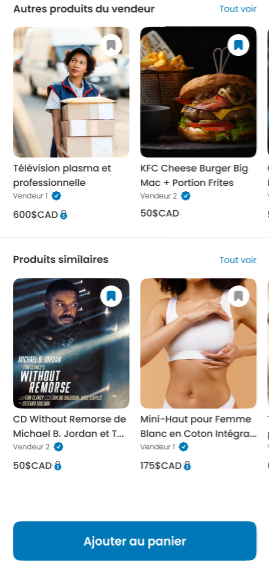 Autres produits du vendeur
Tout voir
Télévision plasma et
professionnelle
Vendeur 1
600$CAD
KFC Cheese Burger Big
Mac + Portion Frites
Vendeur 2
50$CAD
Produits similaires
Tout voir
MICHAEL B. JORDAN
TOM CLANCY'S
WITHOUT
REMORSE
CD Without Remorse de
Michael B. Jordan et T...
Vendeur 2
50$CAD
Mini-Haut pour Femme
Blanc en Coton Intégra...
Vendeur 1
175$CAD
Ajouter au panier